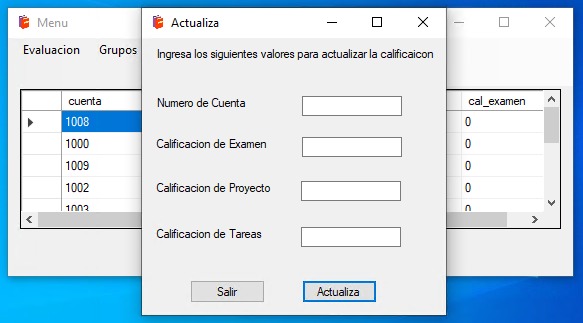 Menu
Evaluacion Grupos
cuenta
cal_examen
1008
0
1000
0
1009
0
1002
0
1003
0
Actualiza
Ingresa los siguientes valores para actualizar la calificaicon
Numero de Cuenta
Calificacion de Examen
Calificacion de Proyecto
Calificacion de Tareas
Salir Actualiza